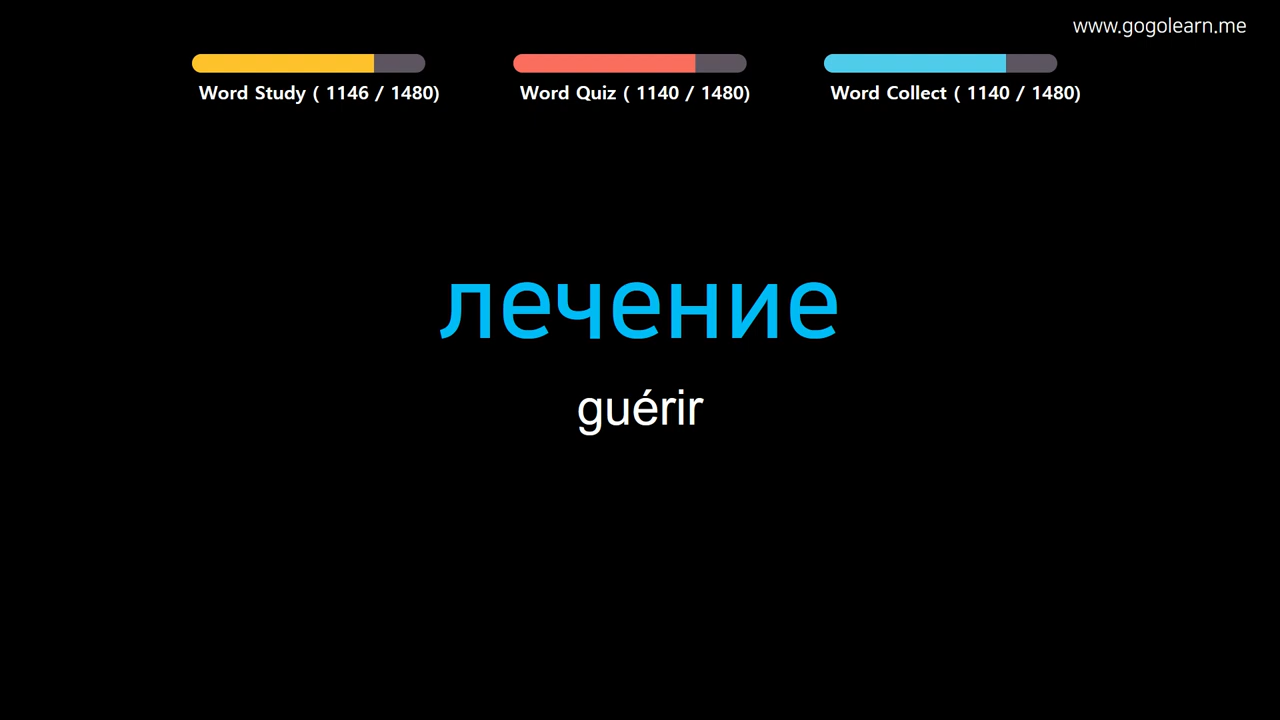 www.gogolearn.me
Word Study ( 1146 / 1480)
Word Quiz ( 1140 / 1480)
Word Collect ( 1140 / 1480)
лечение
guérir